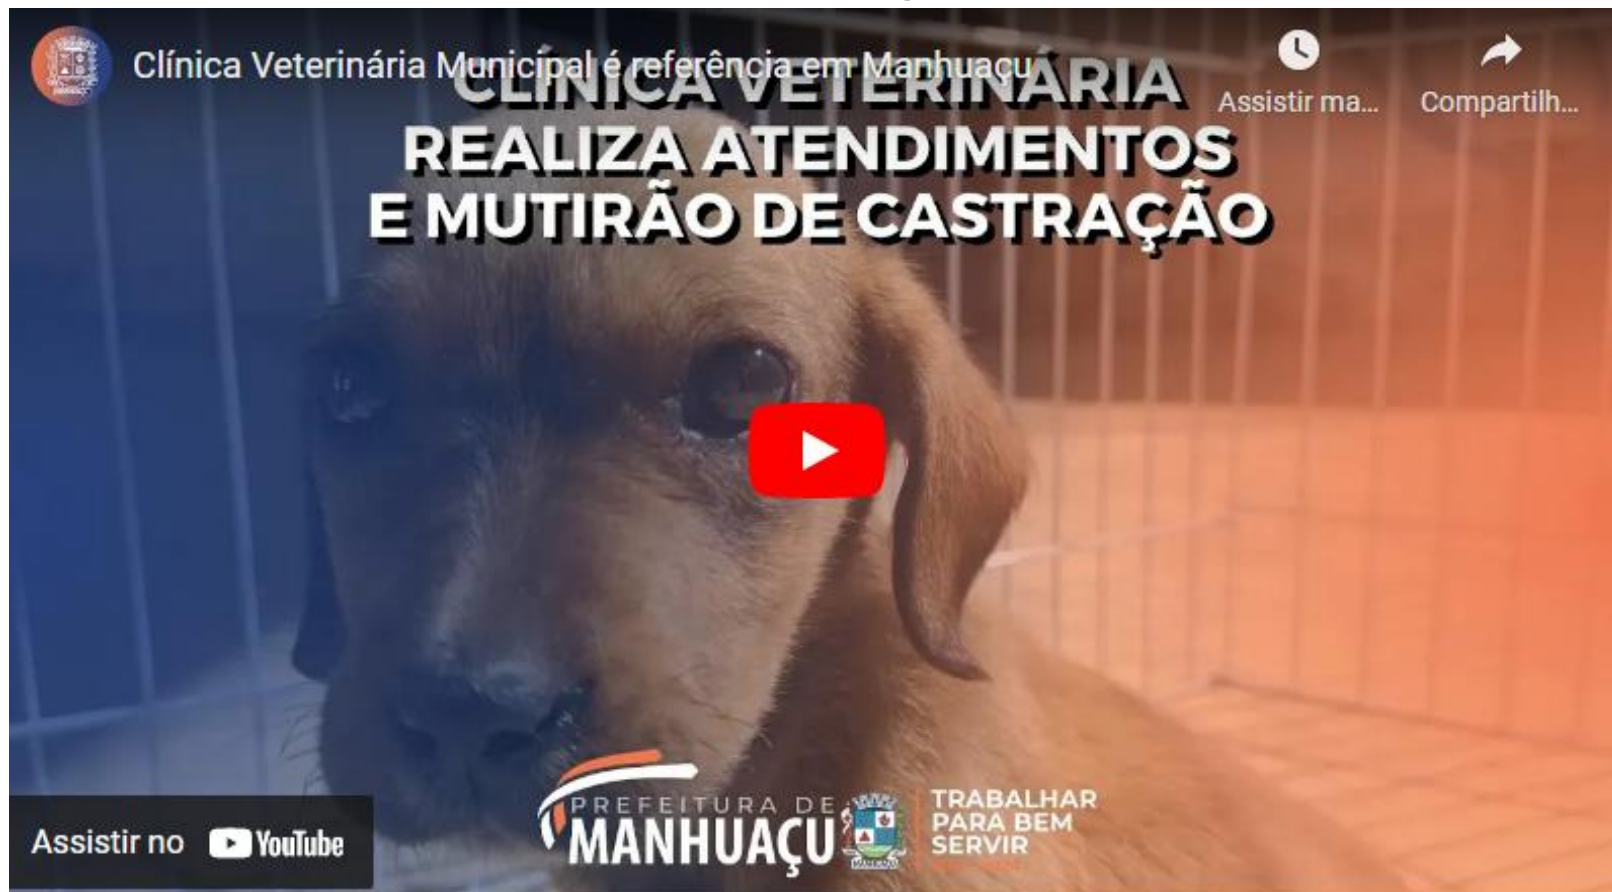 Clínica Veterinária Municipal é referência em Manhuaçu
Assistir ma...
Compartilh...
CLÍNICA VETERINÁRIA
REALIZA ATENDIMENTOS
E MUTIRÃO DE CASTRAÇÃO
PREFEITURA DE
MANHUAÇU
TRABALHAR
PARA BEM
SERVIR
Assistir no YouTube